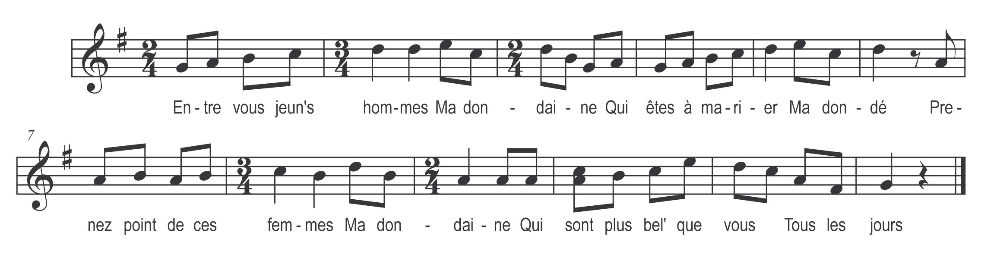 En - tre vous jeun's hom - mes Ma don - dai - ne Qui êtes à ma - ri - er Ma don - dé Pre -
7
nez point de ces fem - mes Ma don - dai - ne Qui sont plus bel' que vous Tous les jours